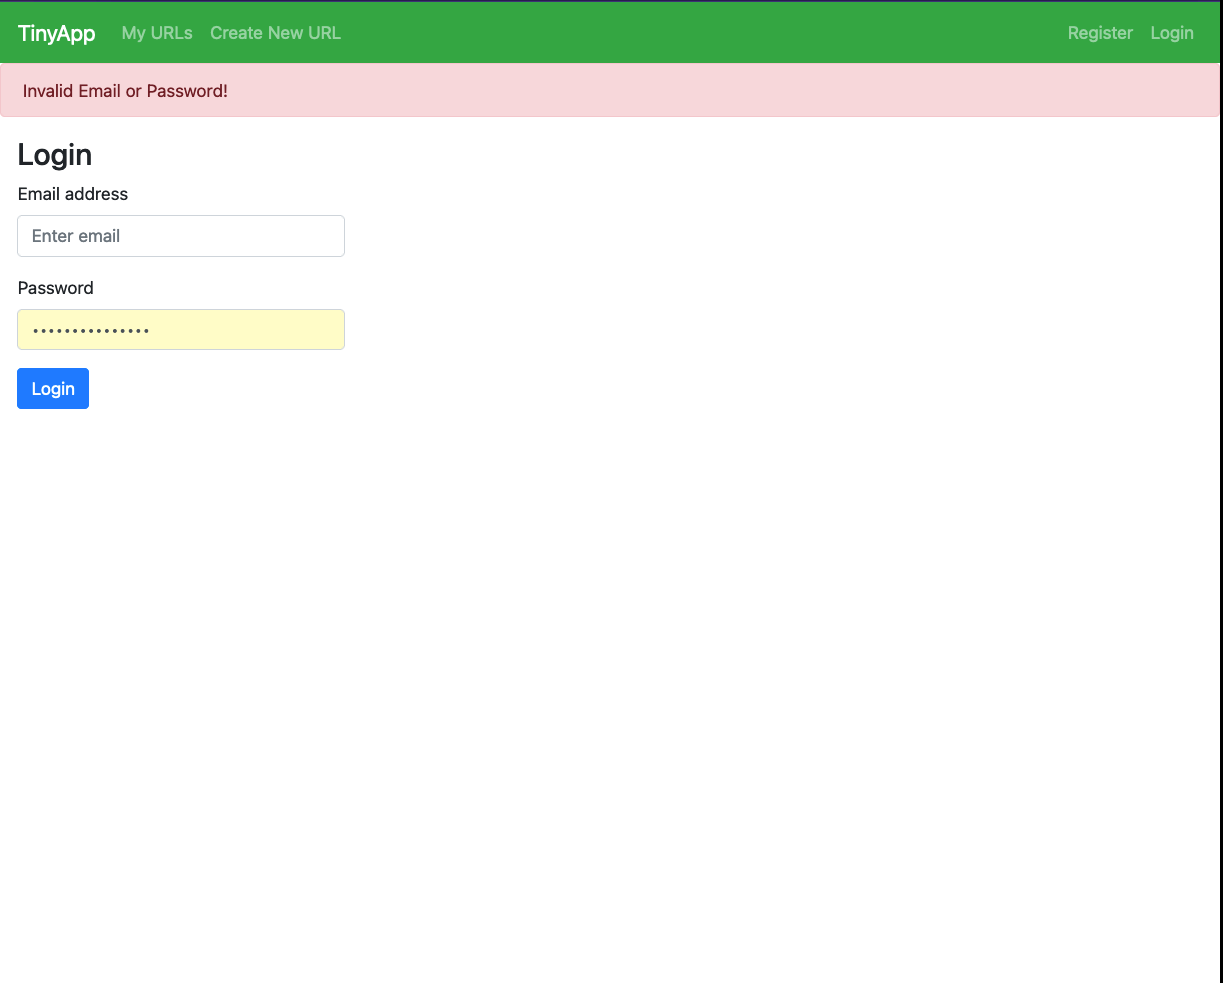 TinyApp My URLs Create New URL Register Login
Invalid Email or Password!
Login
Email address
Enter email
Password
•••••••••••••••
Login